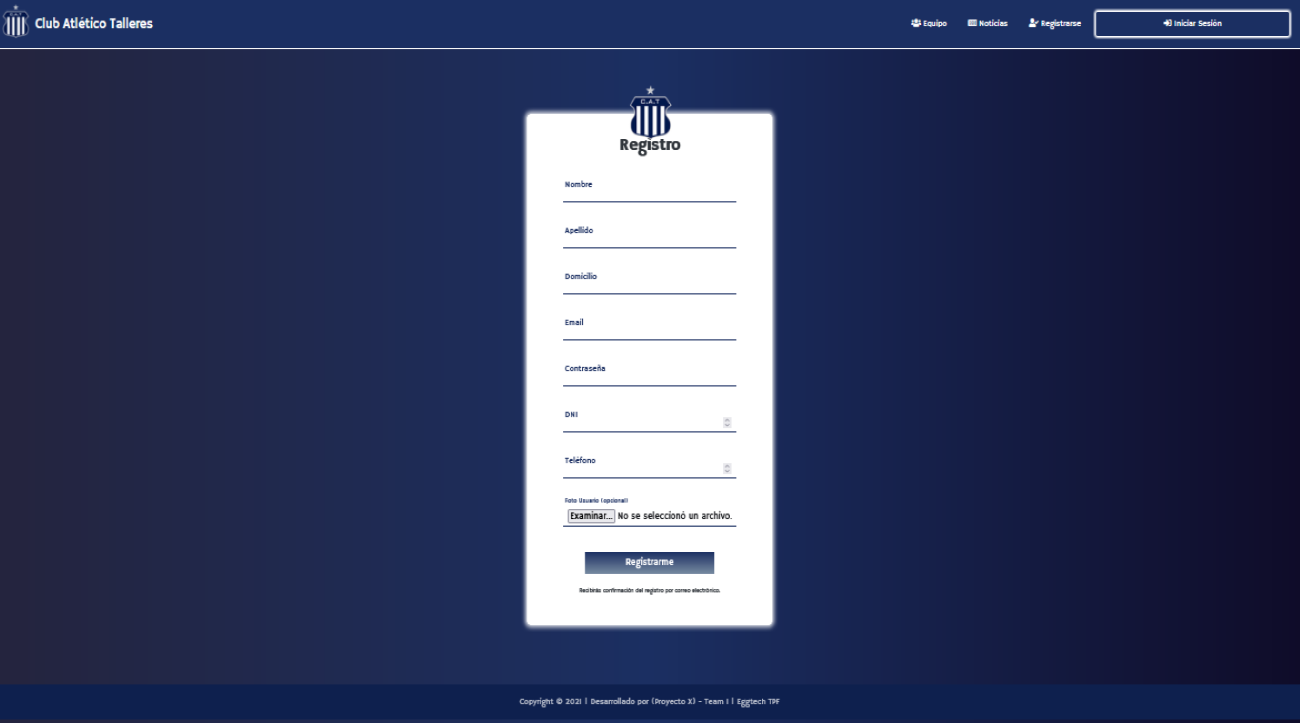 Club Atlético Talleres
Equipo
Noticias
Registrarse
Iniciar Sesión
C.A.T
Registro
Nombre
Apellido
Domicilio
Email
Contraseña
DNI
Teléfono
Foto Usuario (opcional)
Examinar... No se seleccionó un archivo.
Registrarme
Recibirás confirmación del registro por correo electrónico.
Copyright © 2021 | Desarrollado por (Proyecto X) - Team 1 | Eggtech TPF